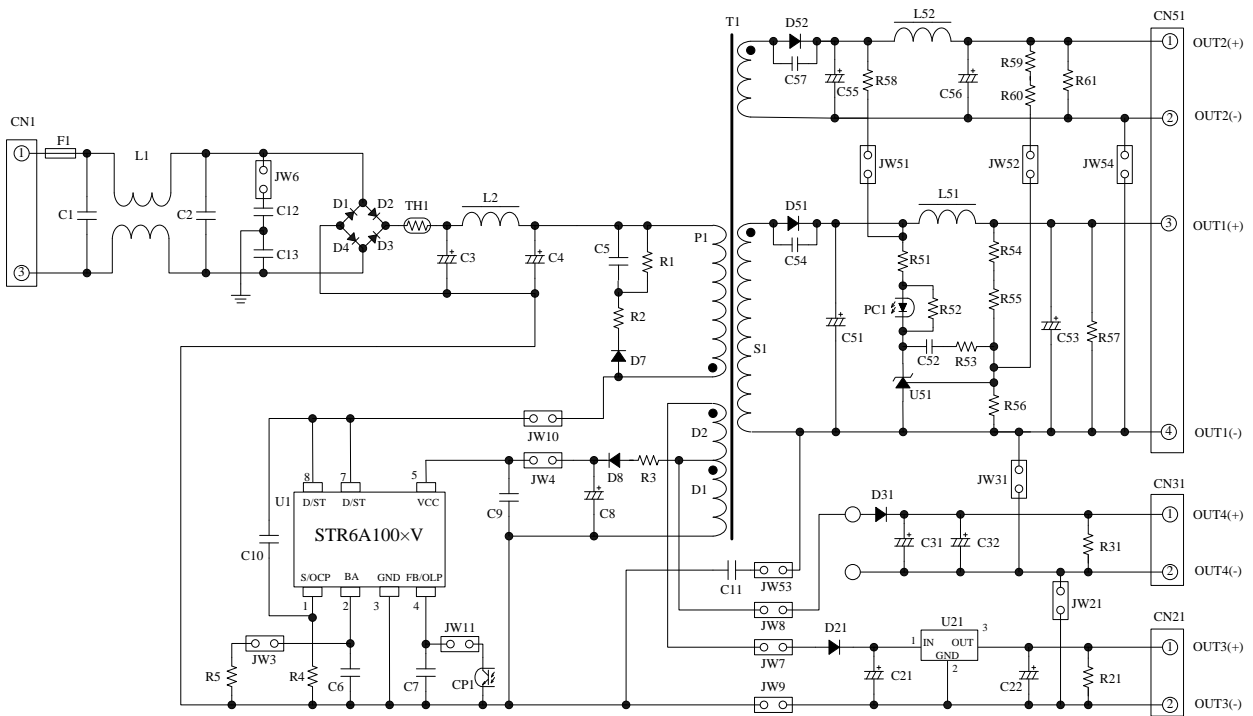 T1
D52
L52
CN51
1
OUT2(+)
C57
C55
R58
C56
R59
R60
R61
2
OUT2(-)
CN1
1
F1
L1
JW6
C1
C2
C12
C13
3
D1
D2
D4
D3
TH1
L2
C3
C4
C5
R1
R2
D7
P1
S1
JW51
JW52
JW54
D51
L51
3
OUT1(+)
C54
R51
R54
PC1
R52
R55
C51
C52
R53
C53
R57
U51
R56
4
OUT1(-)
JW10
D2
D1
JW4
D8
R3
C9
C8
8
7
5
U1
D/ST
D/ST
VCC
STR6A100×V
S/OCP
BA
GND
FB/OLP
1
2
3
4
C10
JW31
CN31
D31
1
OUT4(+)
C31
C32
R31
2
OUT4(-)
C11
JW53
JW8
JW21
CN21
JW11
JW3
R5
R4
C6
C7
CP1
JW7
D21
U21
1
IN
OUT
3
GND
2
1
OUT3(+)
C21
C22
R21
JW9
2
OUT3(-)